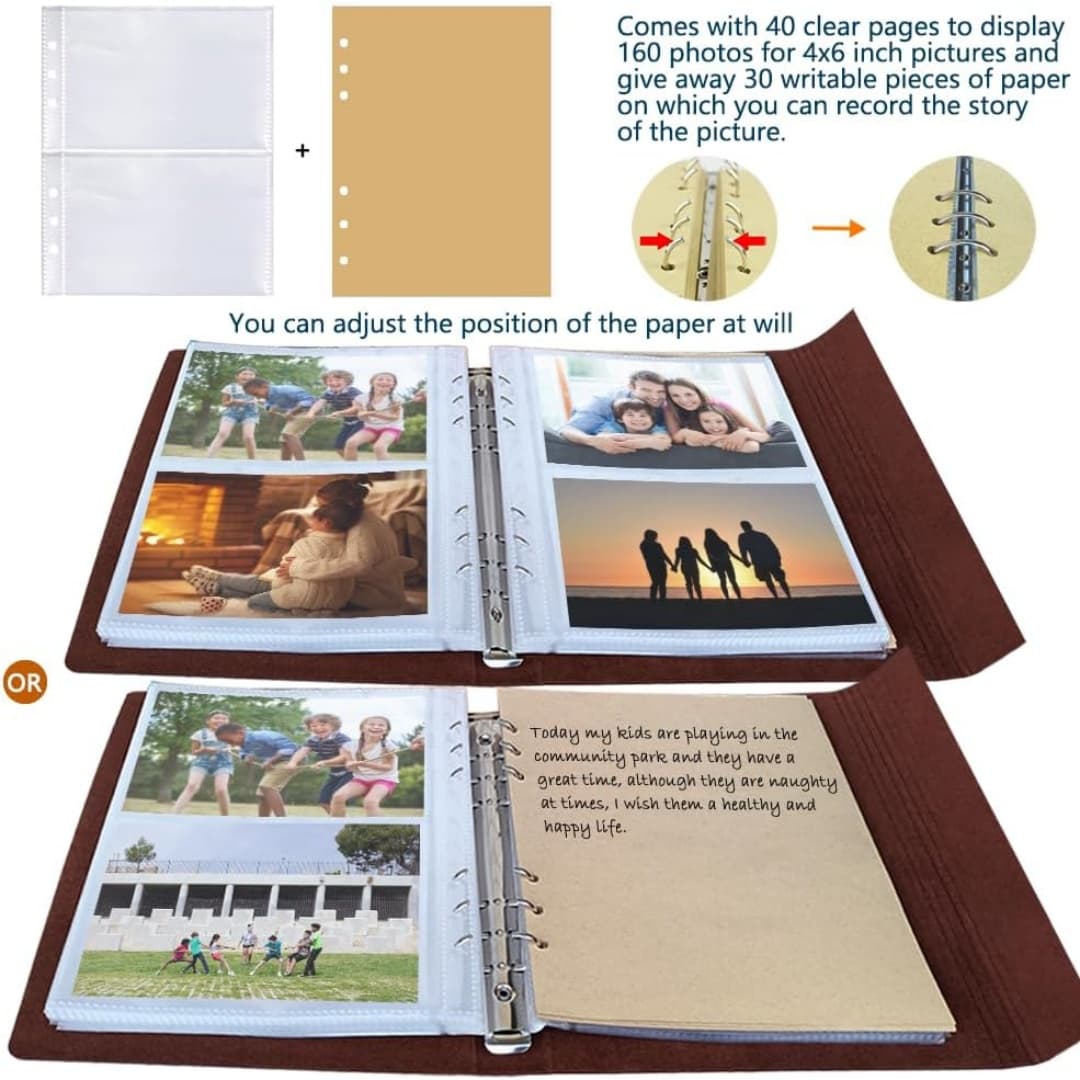 Comes with 40 clear pages to display
160 photos for 4x6 inch pictures and
give away 30 writable pieces of paper
on which you can record the story
of the picture.
+
You can adjust the position of the paper at will
OR
Today my kids are playing in the
community park and they have a
great time, although they are naughty
at times, I wish them a healthy and
happy life.